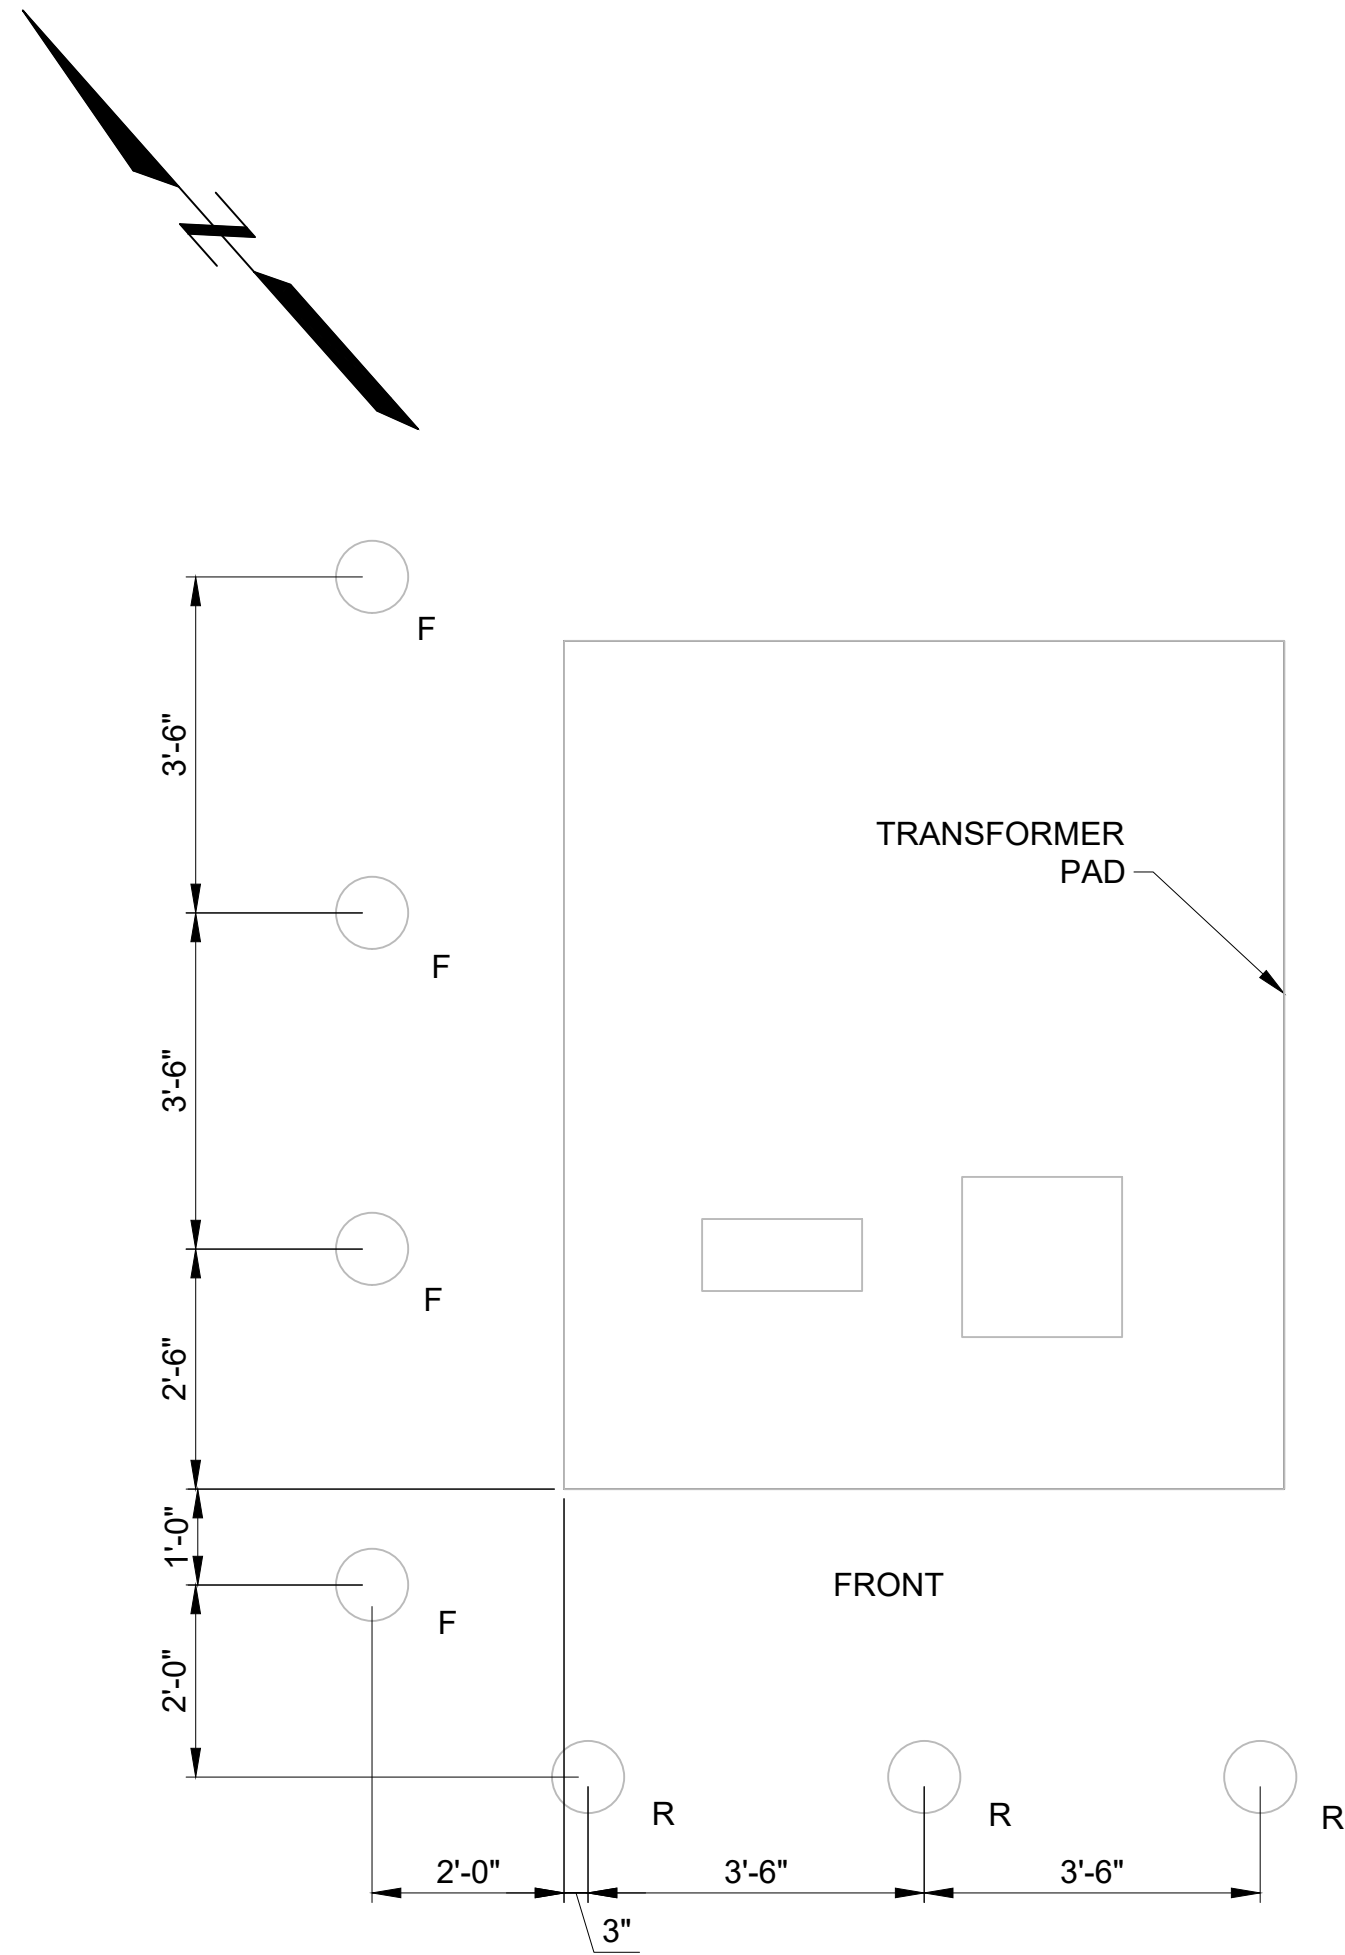 N
F
3'-6"
TRANSFORMER
PAD
F
3'-6"
F
2'-6"
1'-0"
FRONT
F
2'-0"
R
R
R
2'-0"
3'-6"
3'-6"
3"